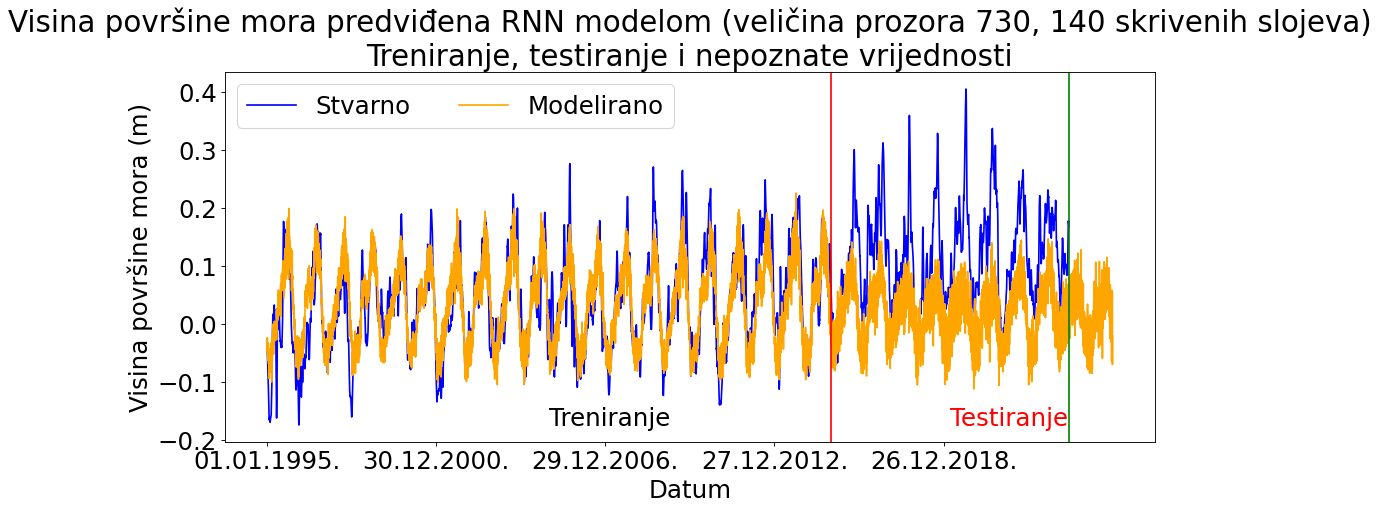 Visina površine mora predviđena RNN modelom (veličina prozora 730, 140 skrivenih slojeva)
Treniranje, testiranje i nepoznate vrijednosti
Stvarno
Modelirano
Visina površine mora (m)
0.4
0.3
0.2
0.1
0.0
−0.1
−0.2
Treniranje
Testiranje
01.01.1995.
30.12.2000.
29.12.2006.
27.12.2012.
26.12.2018.
Datum